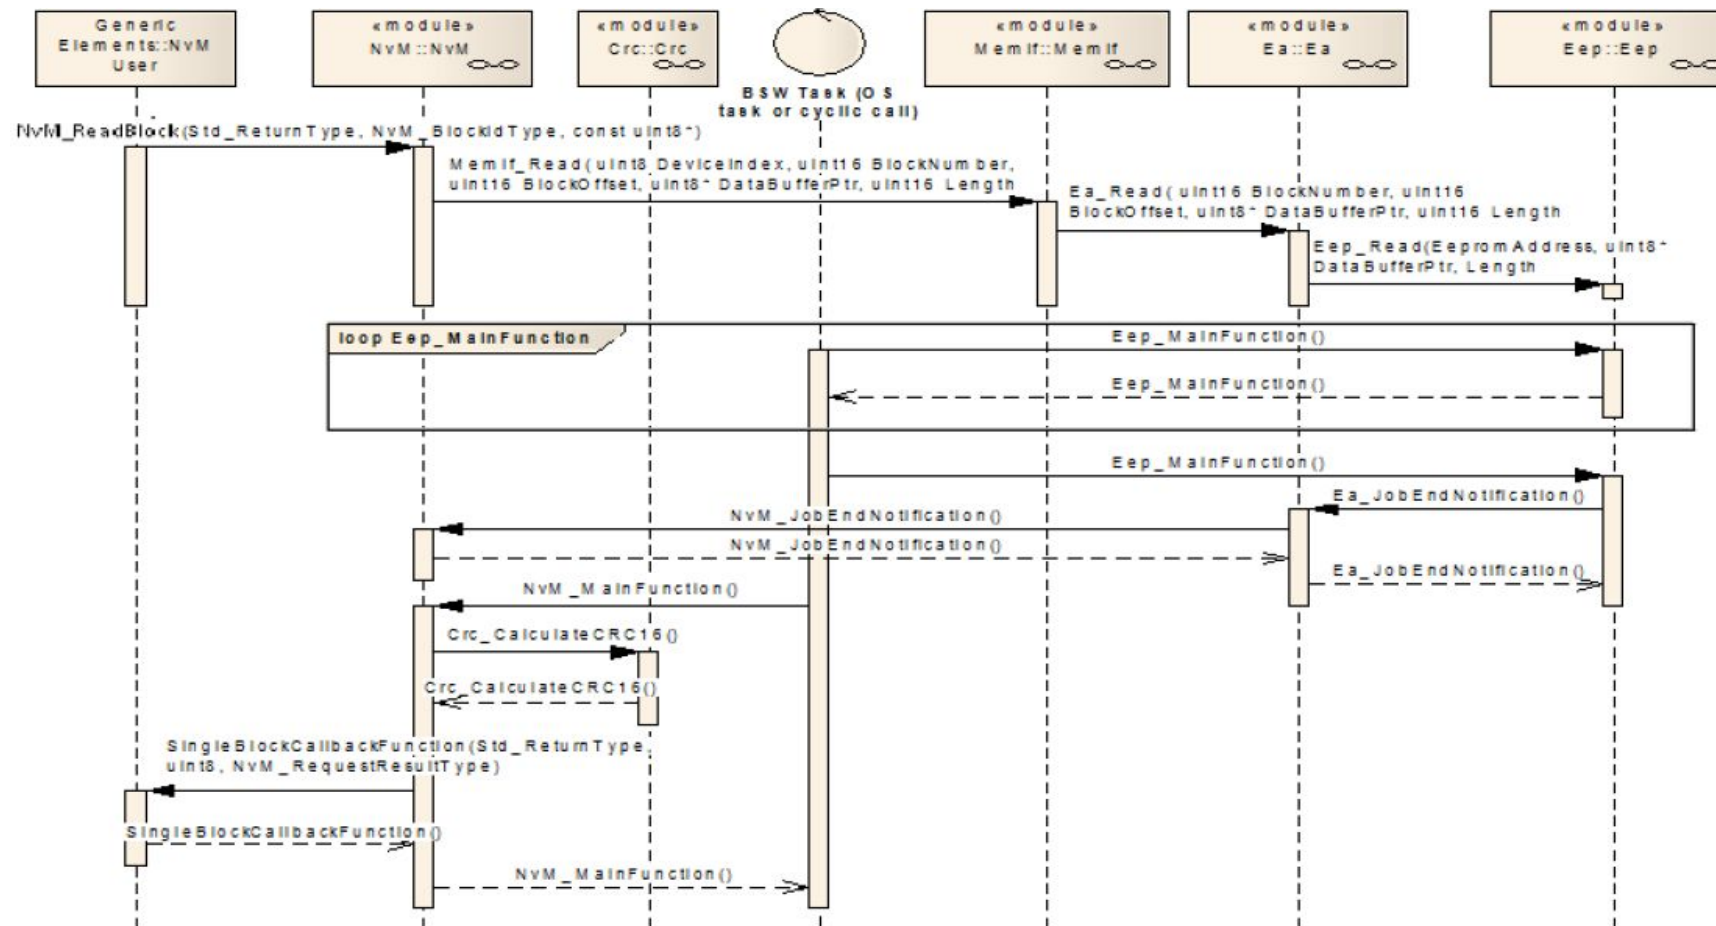 Generic
Elements::NvM
User
«module»
NvM::NvM
«module»
Crc::Crc
BSW Task (OS
task or cyclic call)
«module»
MemIf::MemIf
«module»
Ea::Ea
«module»
Eep::Eep
NvM_ReadBlock(Std_ReturnType, NvM_BlockIdType, const uint8*)
MemIf_Read(uint8 DeviceIndex, uint16 BlockNumber,
uint16 BlockOffset, uint8* DataBufferPtr, uint16 Length
Ea_Read( uint16 BlockNumber, uint16
BlockOffset, uint8* DataBufferPtr, uint16 Length
Eep_Read(EepromAddress, uint8*
DataBufferPtr, Length
loop Eep_MainFunction
Eep_MainFunction()
Eep_MainFunction()
Eep_MainFunction()
Ea_JobEndNotification()
NvM_JobEndNotification()
NvM_JobEndNotification()
Ea_JobEndNotification()
NvM_MainFunction()
Crc_CalculateCRC16()
Crc_CalculateCRC16()
SingleBlockCallbackFunction(Std_ReturnType,
uint8, NvM_RequestResultType)
SingleBlockCallbackFunction()
NvM_MainFunction()